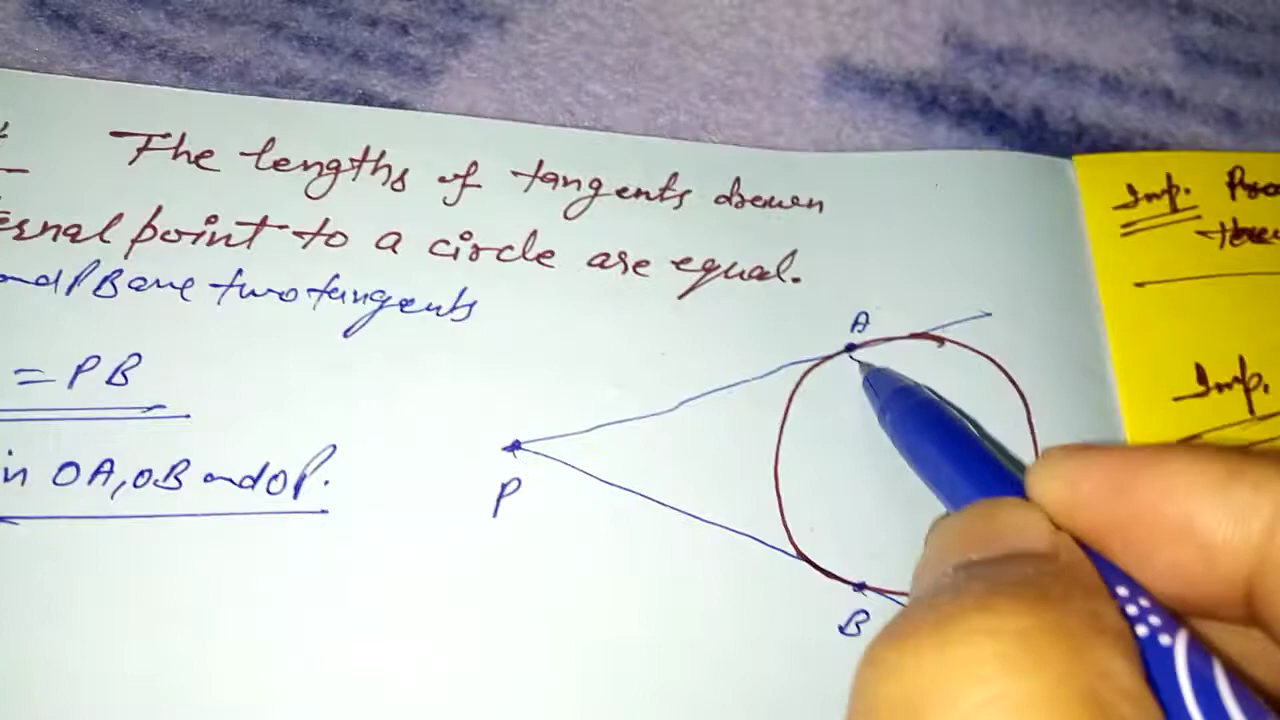 The lengths of tangents drawn
ernal point to a circle are equal.
and PB are two tangents
= PB
in OA, OB and OP.
A
P
B
Imp.
Imp.